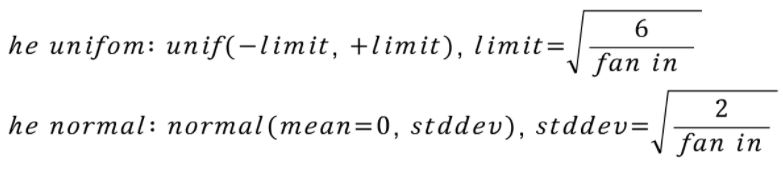 he unifom: unif(−limit, +limit), limit=√(6/fan in)
he normal: normal(mean=0, stddev), stddev=√(2/fan in)